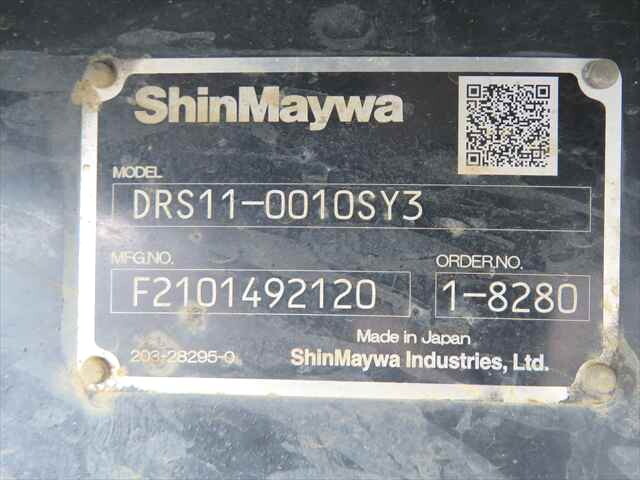 ShinMaywa
MODEL
DRS11-0010SY3
MFG.NO. ORDER.NO.
F2101492120 1-8280
Made in Japan
203-28295-0 ShinMaywa Industries, Ltd.